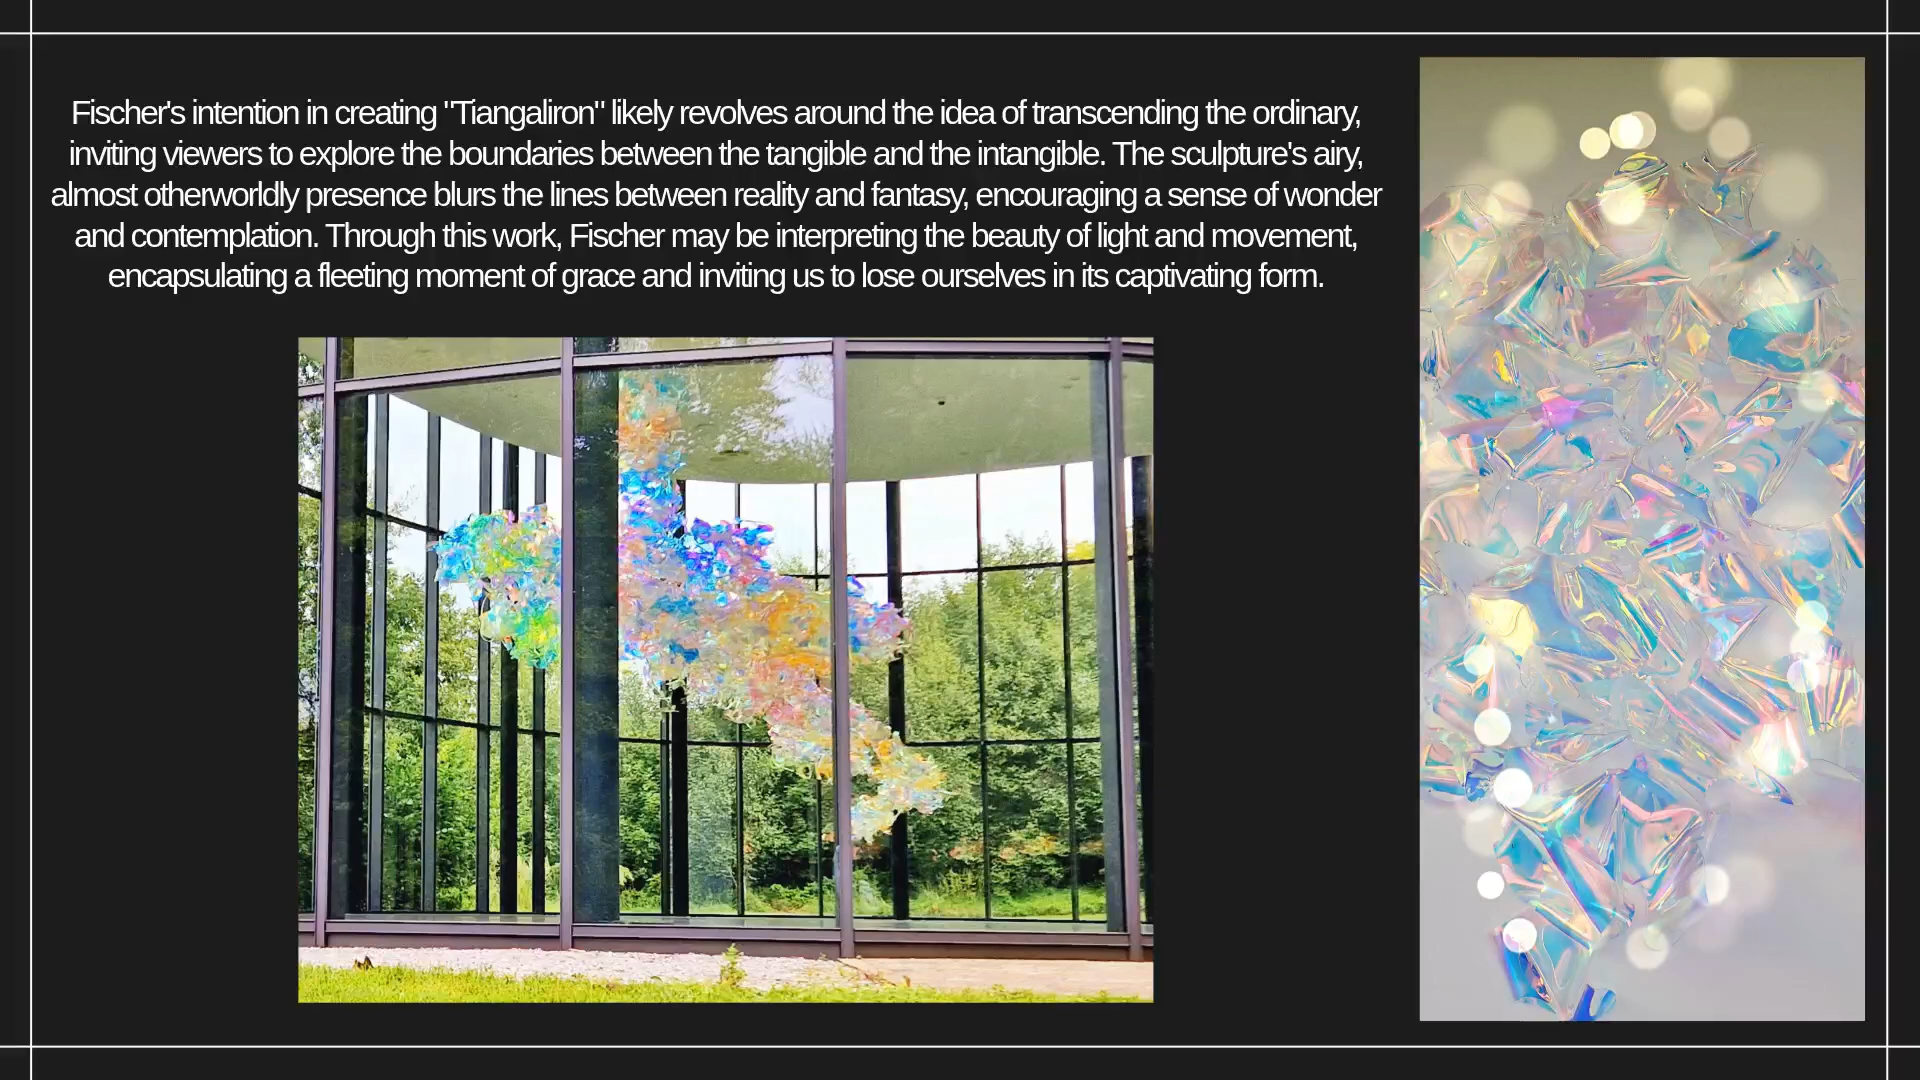 Fischer's intention in creating "Tiangaliron" likely revolves around the idea of transcending the ordinary,
inviting viewers to explore the boundaries between the tangible and the intangible. The sculpture's airy,
almost otherworldly presence blurs the lines between reality and fantasy, encouraging a sense of wonder
and contemplation. Through this work, Fischer may be interpreting the beauty of light and movement,
encapsulating a fleeting moment of grace and inviting us to lose ourselves in its captivating form.